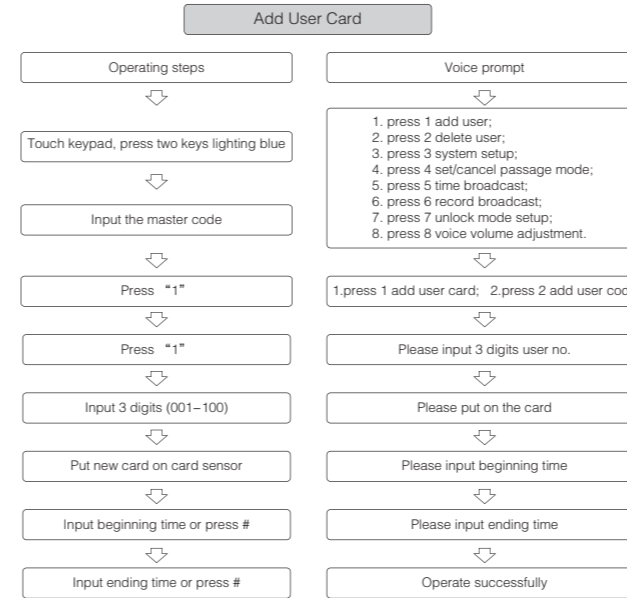 Add User Card
Operating steps
Touch keypad, press two keys lighting blue
Input the master code
Press “1”
Press “1”
Input 3 digits (001–100)
Put new card on card sensor
Input beginning time or press #
Input ending time or press #
Voice prompt
1. press 1 add user;
2. press 2 delete user;
3. press 3 system setup;
4. press 4 set/cancel passage mode;
5. press 5 time broadcast;
6. press 6 record broadcast;
7. press 7 unlock mode setup;
8. press 8 voice volume adjustment.
1.press 1 add user card; 2.press 2 add user
Please input 3 digits user no.
Please put on the card
Please input beginning time
Please input ending time
Operate successfully